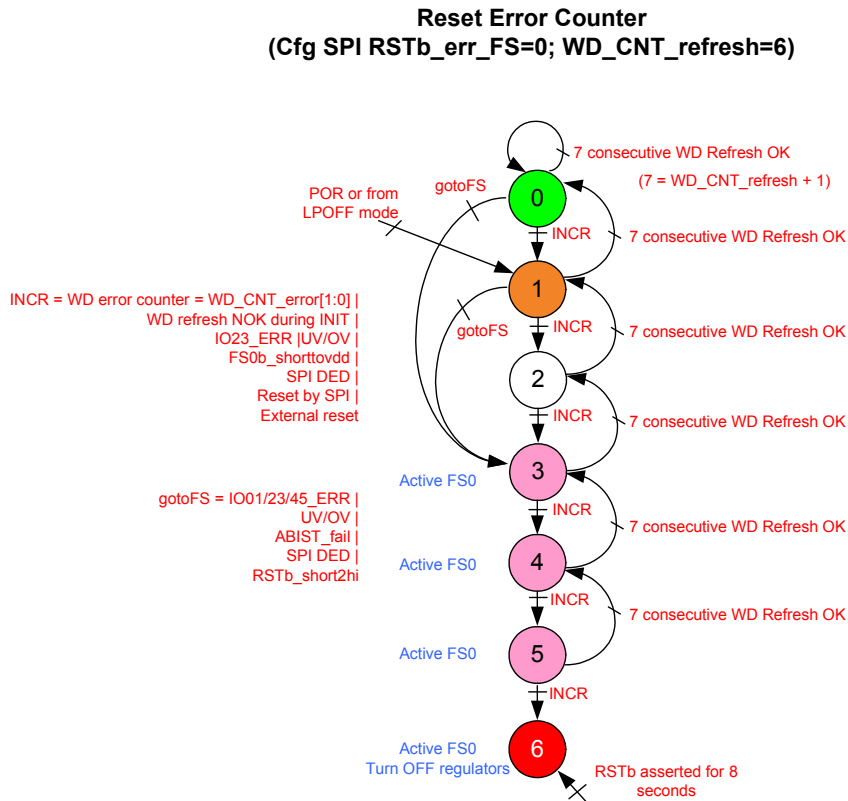 Reset Error Counter
(Cfg SPI RSTb_err_FS=0; WD_CNT_refresh=6)
7 consecutive WD Refresh OK
(7 = WD_CNT_refresh + 1)
gotoFS
POR or from
LPOFF mode
0
INCR
7 consecutive WD Refresh OK
1
INCR = WD error counter = WD_CNT_error[1:0] |
WD refresh NOK during INIT |
IO23_ERR |UV/OV |
FS0b_shorttovdd |
SPI DED |
Reset by SPI |
External reset
gotoFS
INCR
7 consecutive WD Refresh OK
2
INCR
7 consecutive WD Refresh OK
Active FS0
3
gotoFS = IO01/23/45_ERR |
UV/OV |
ABIST_fail |
SPI DED |
RSTb_short2hi
INCR
7 consecutive WD Refresh OK
Active FS0
4
INCR
7 consecutive WD Refresh OK
Active FS0
5
INCR
Active FS0
Turn OFF regulators
6
RSTb asserted for 8
seconds